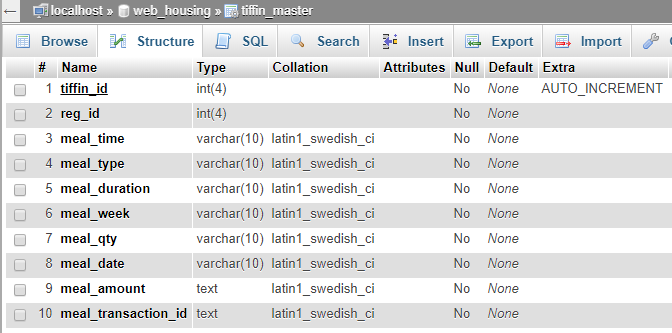 localhost » web_housing » tiffin_master
Browse Structure SQL Search Insert Export Import
# Name Type Collation Attributes Null Default Extra
1 tiffin_id int(4) No None AUTO_INCREMENT
2 reg_id int(4) No None
3 meal_time varchar(10) latin1_swedish_ci No None
4 meal_type varchar(10) latin1_swedish_ci No None
5 meal_duration varchar(10) latin1_swedish_ci No None
6 meal_week varchar(10) latin1_swedish_ci No None
7 meal_qty varchar(10) latin1_swedish_ci No None
8 meal_date varchar(10) latin1_swedish_ci No None
9 meal_amount text latin1_swedish_ci No None
10 meal_transaction_id text latin1_swedish_ci No None